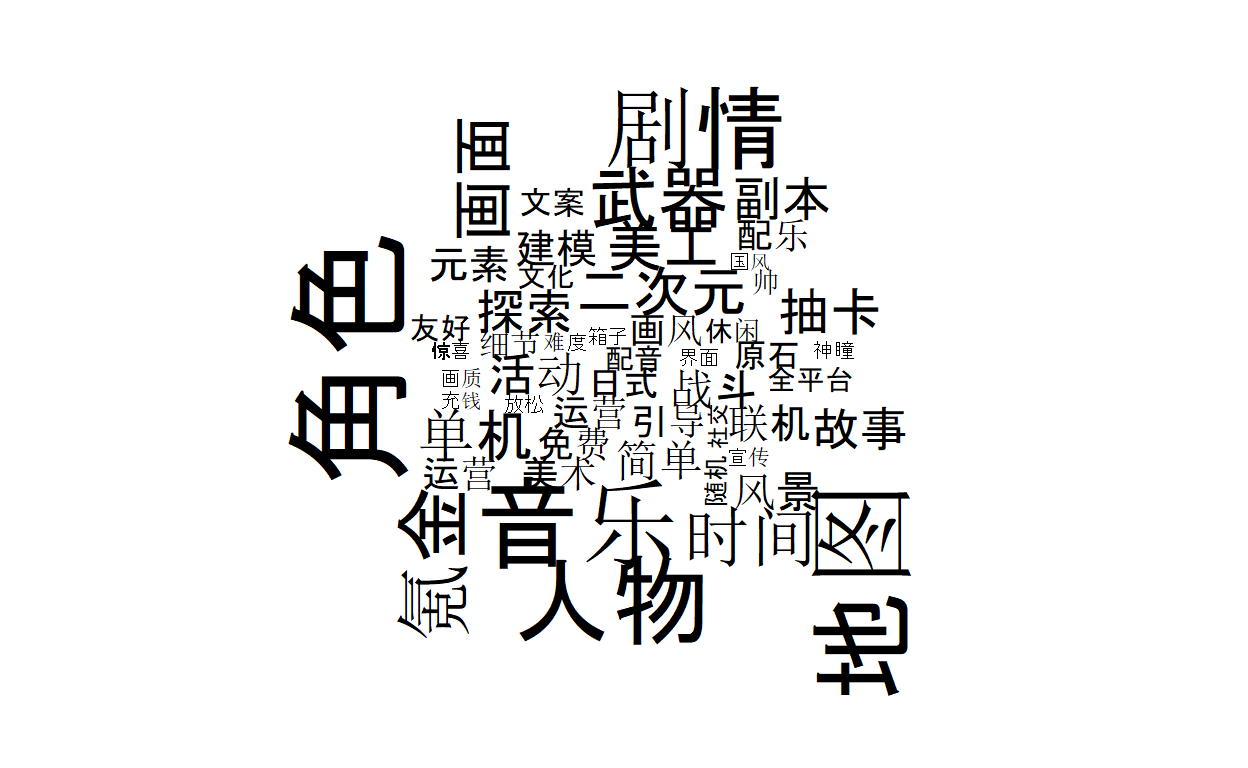 剧情
画面
文案
武器
副本
角色
元素
建模
美工
配乐
国风
文化
二次元
帅
探索
抽卡
友好
画风
休闲
惊喜
细节
难度
箱子
配音
界面
原石
神瞳
画质
活动
日式
战斗
全平台
充钱
放松
运营
引导
社交
联机
故事
单机
免费
简单
运营
美术
随机
宣传
风景
氪金
音乐
时间
地图
人物